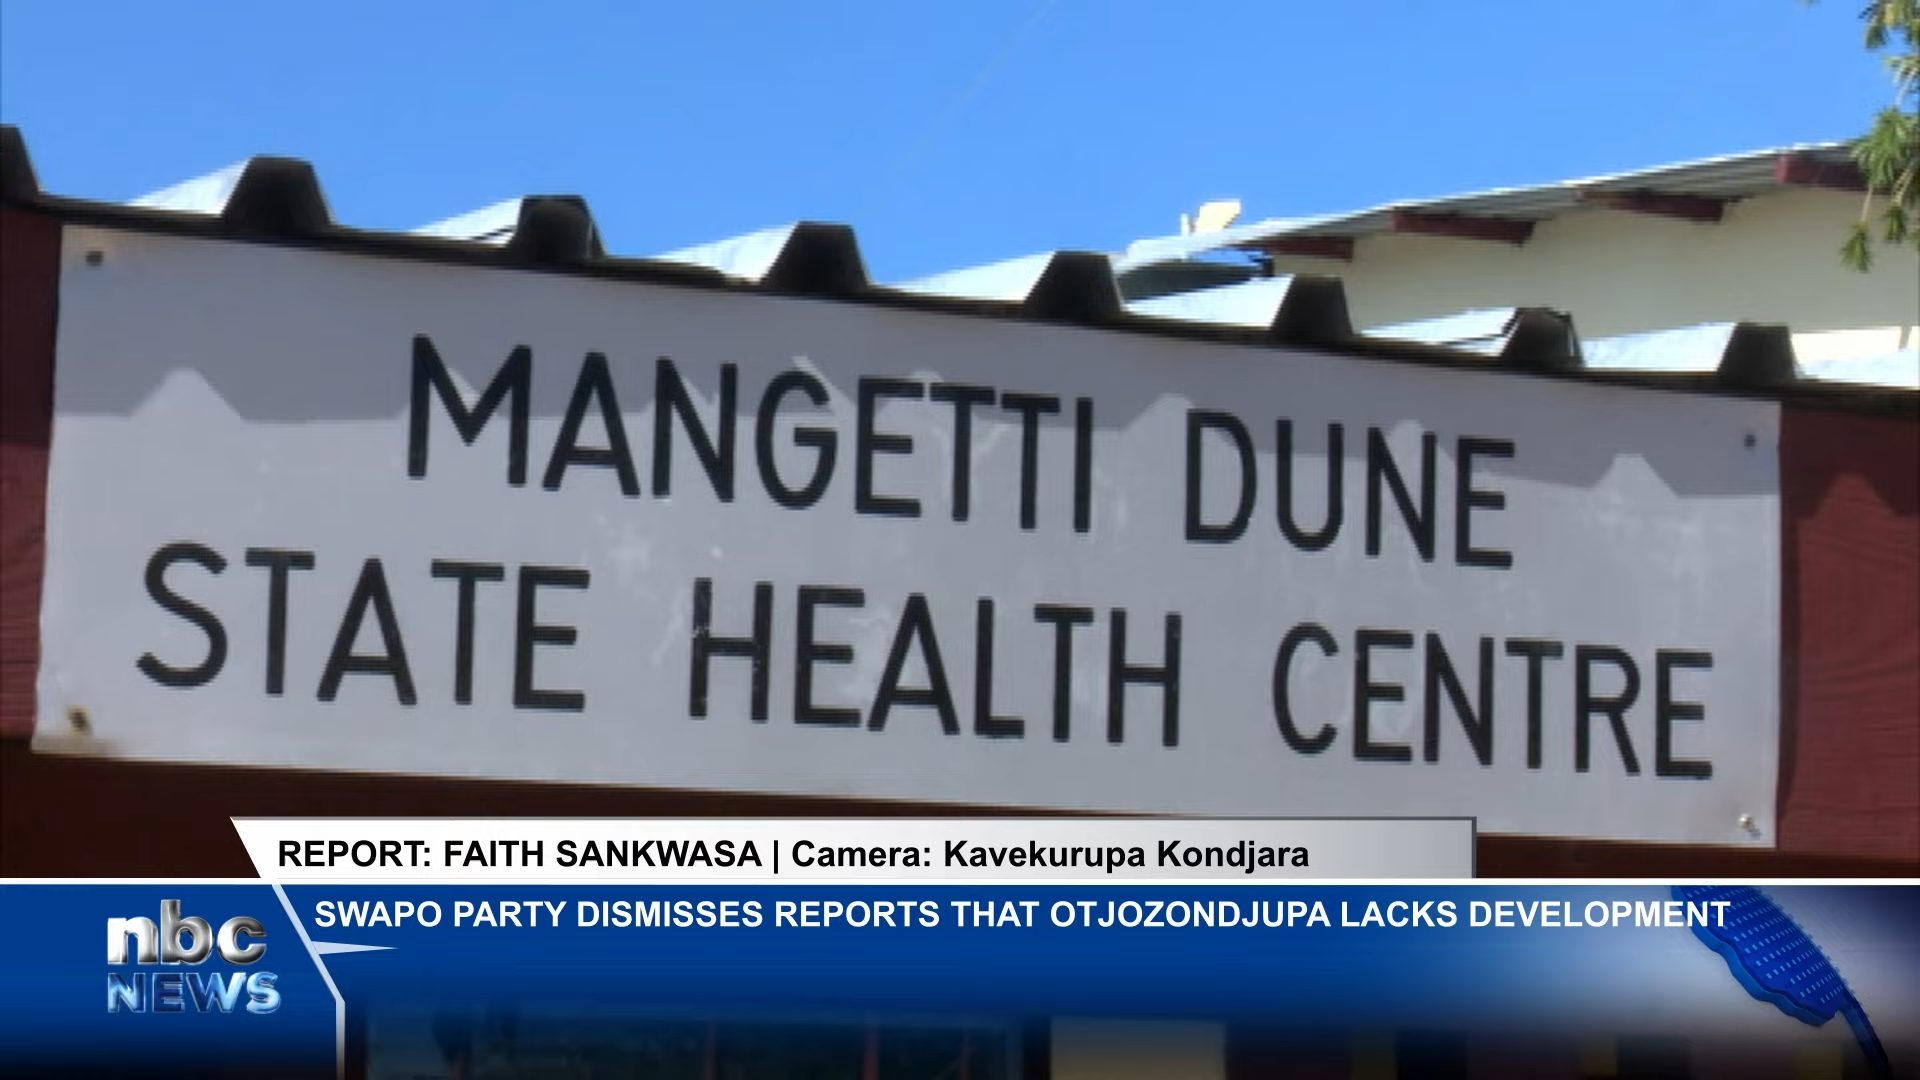 MANGETTI DUNE
STATE HEALTH CENTRE
REPORT: FAITH SANKWASA | Camera: Kavekurupa Kondjara
SWAPO PARTY DISMISSES REPORTS THAT OTJOZONDJUPA LACKS DEVELOPMENT
nbc
NEWS